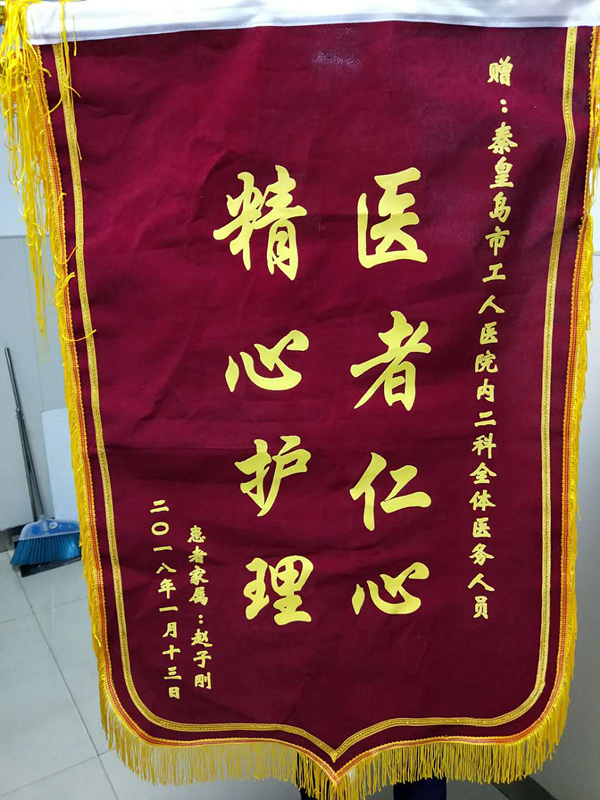 赠：秦皇岛市工人医院内二科全体医务人员
医者仁心
精心护理
患者家属：赵子刚
二〇一八年一月十三日